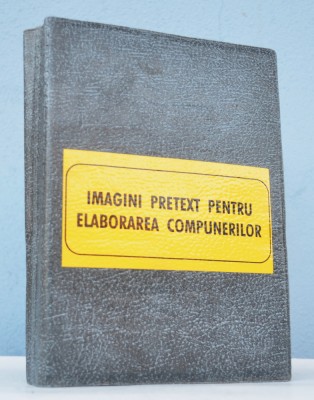 IMAGINI PRETEXT PENTRU
ELABORAREA COMPUNERILOR